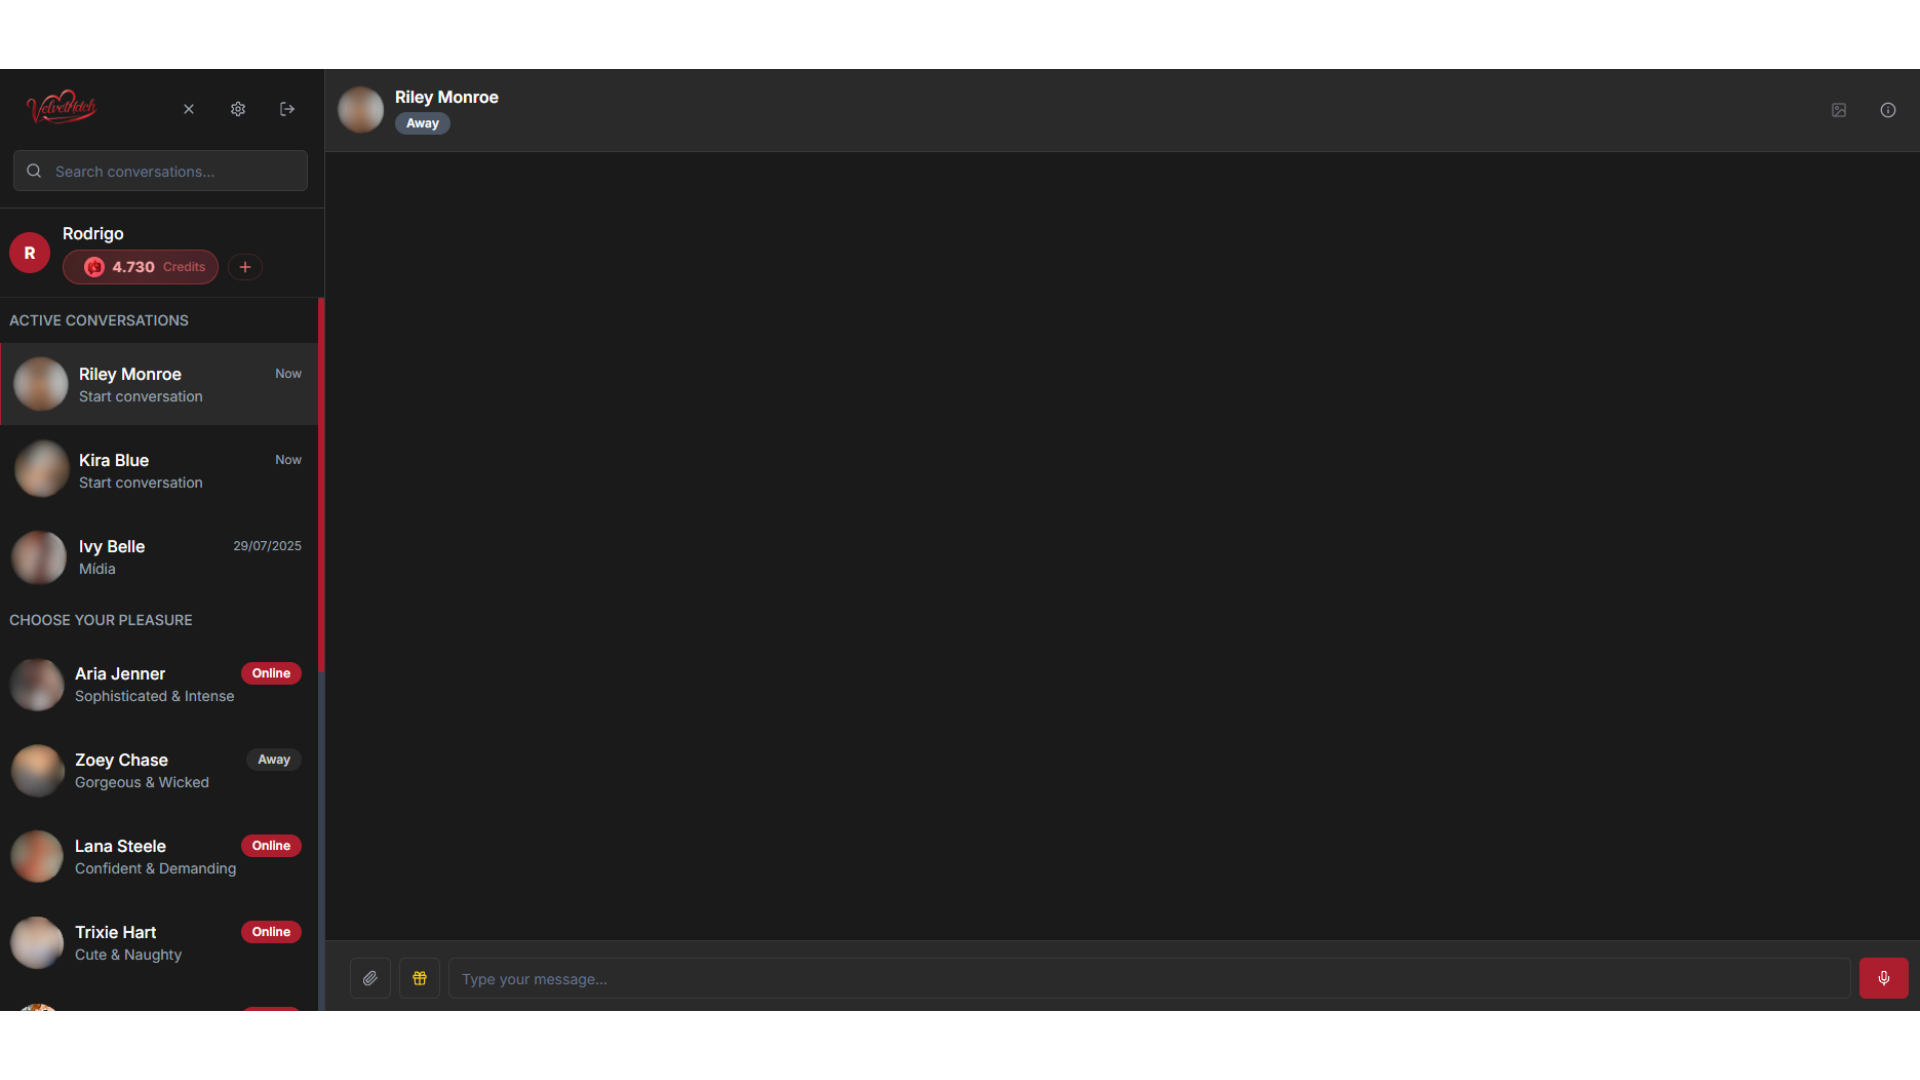 VelvetHdch
Riley Monroe
Away
Search conversations...
Rodrigo
R
4.730 Credits
+
ACTIVE CONVERSATIONS
Riley Monroe
Now
Start conversation
Kira Blue
Now
Start conversation
Ivy Belle
29/07/2025
Mídia
CHOOSE YOUR PLEASURE
Aria Jenner
Online
Sophisticated & Intense
Zoey Chase
Away
Gorgeous & Wicked
Lana Steele
Online
Confident & Demanding
Trixie Hart
Online
Cute & Naughty
Type your message...